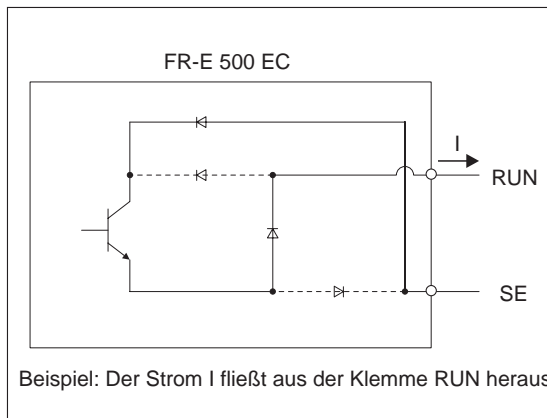 FR-E 500 EC
I
RUN
SE
Beispiel: Der Strom I fließt aus der Klemme RUN heraus